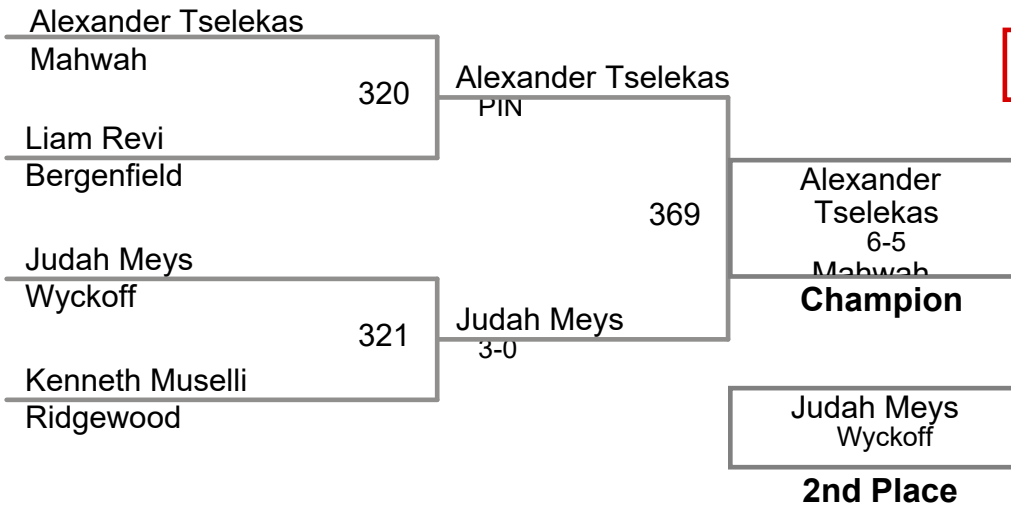 Alexander Tselekas
Mahwah
320
Alexander Tselekas
PIN
Liam Revi
Bergenfield
369
Alexander
Tselekas
6-5
Mahwah
Champion
Judah Meys
Wyckoff
321
Judah Meys
3-0
Kenneth Muselli
Ridgewood
Judah Meys
Wyckoff
2nd Place